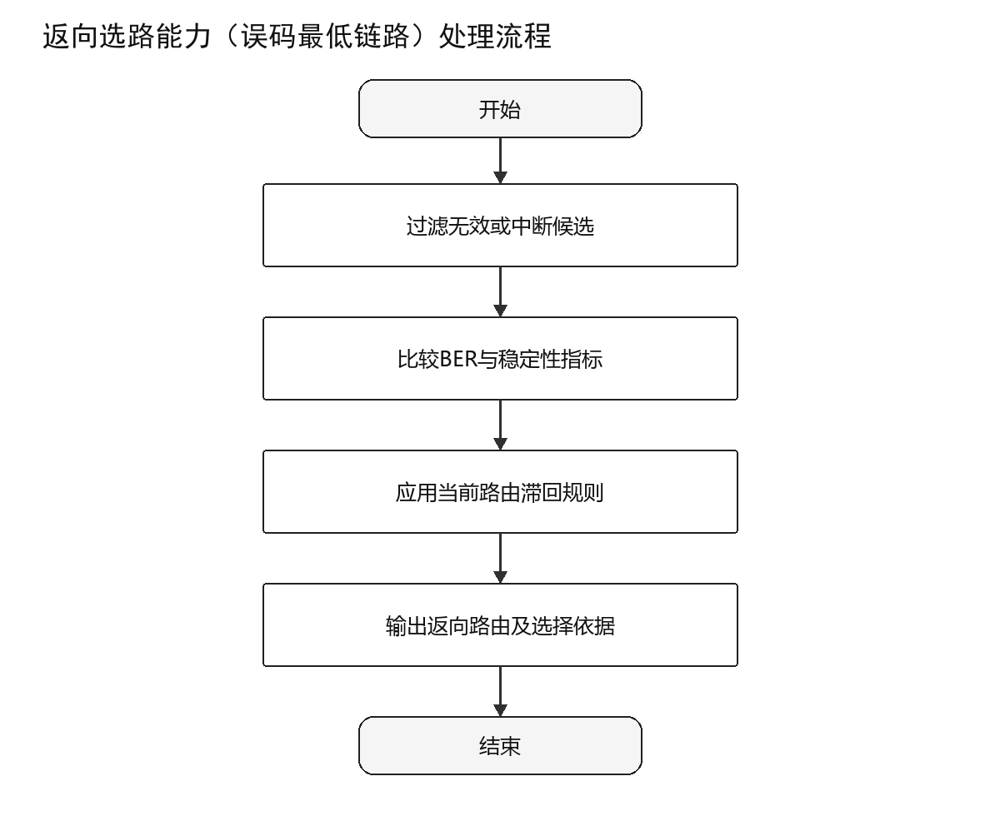 返向选路能力（误码最低链路）处理流程
开始
过滤无效或中断候选
比较BER与稳定性指标
应用当前路由滞回规则
输出返向路由及选择依据
结束